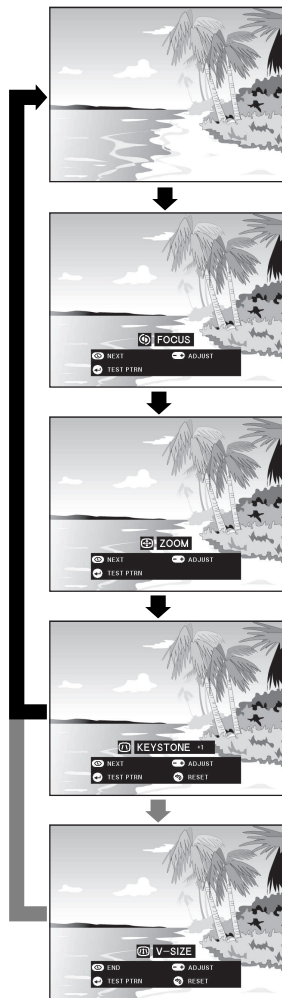 FOCUS
NEXT ADJUST
TEST PTRN
ZOOM
NEXT ADJUST
TEST PTRN
KEYSTONE +1
NEXT ADJUST
TEST PTRN RESET
V-SIZE
END ADJUST
TEST PTRN RESET